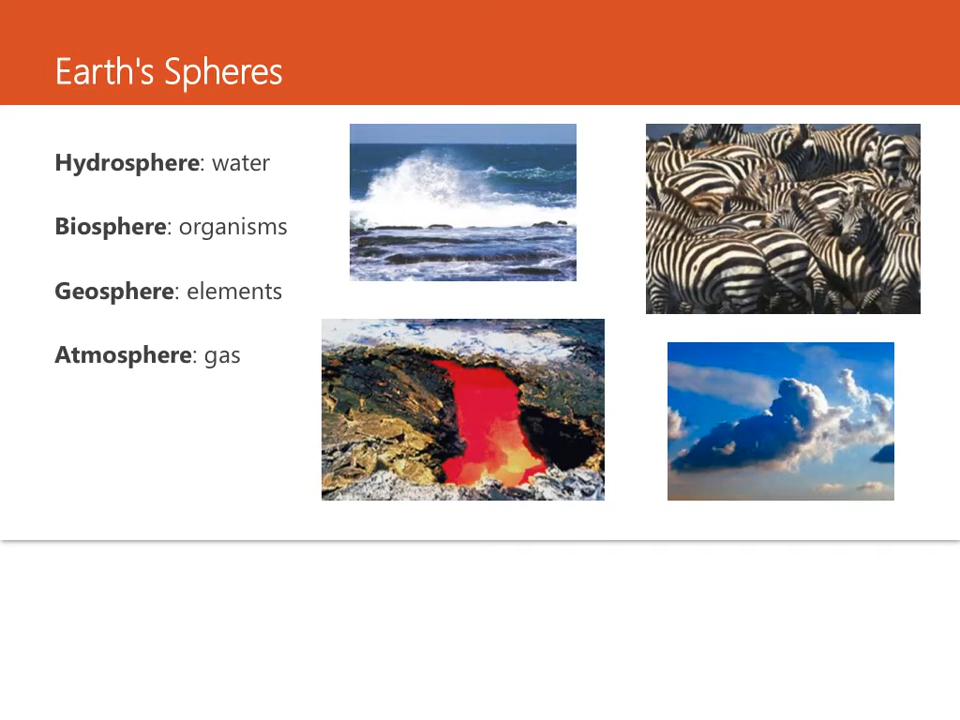 Earth's Spheres
Hydrosphere: water
Biosphere: organisms
Geosphere: elements
Atmosphere: gas